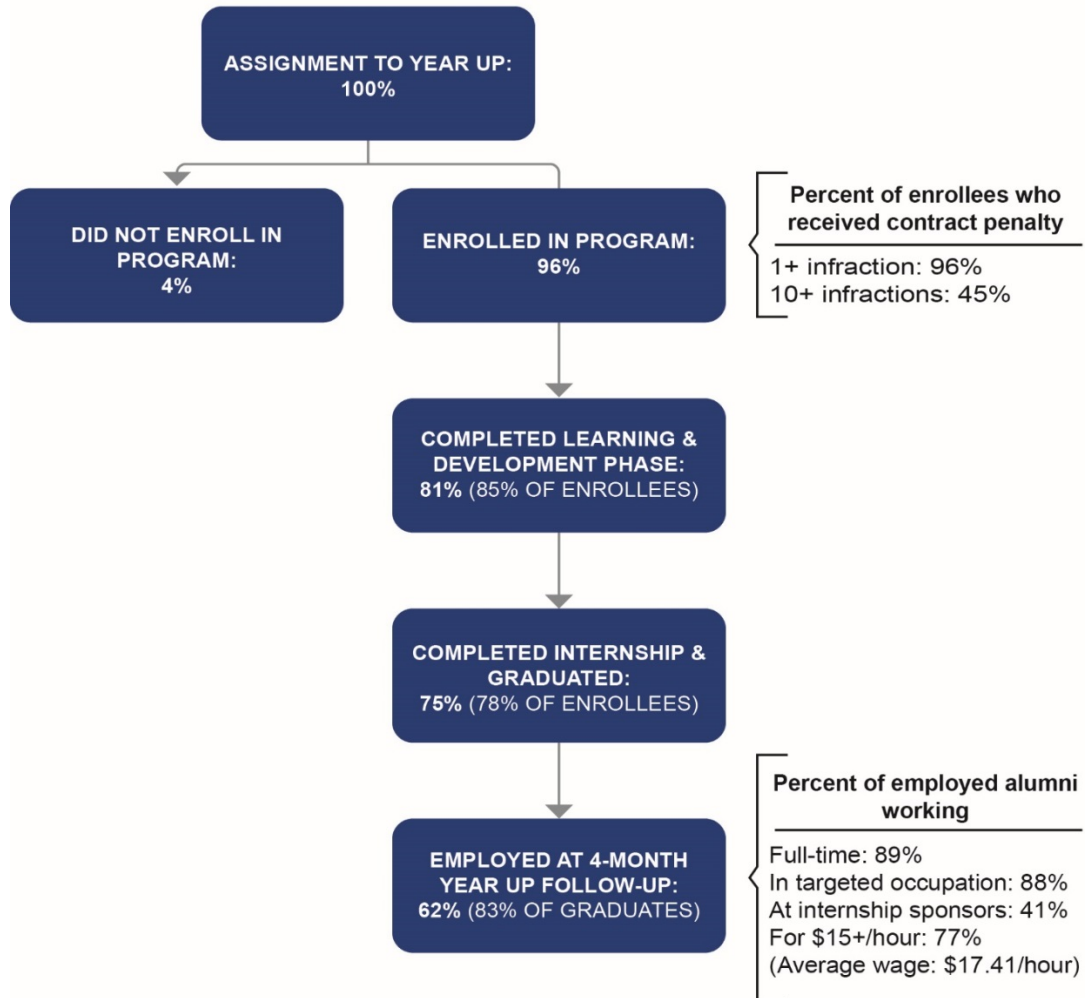 ASSIGNMENT TO YEAR UP:
100%
DID NOT ENROLL IN
PROGRAM:
4%
ENROLLED IN PROGRAM:
96%
Percent of enrollees who
received contract penalty
1+ infraction: 96%
10+ infractions: 45%
COMPLETED LEARNING &
DEVELOPMENT PHASE:
81% (85% OF ENROLLEES)
COMPLETED INTERNSHIP &
GRADUATED:
75% (78% OF ENROLLEES)
EMPLOYED AT 4-MONTH
YEAR UP FOLLOW-UP:
62% (83% OF GRADUATES)
Percent of employed alumni
working
Full-time: 89%
In targeted occupation: 88%
At internship sponsors: 41%
For $15+/hour: 77%
(Average wage: $17.41/hour)